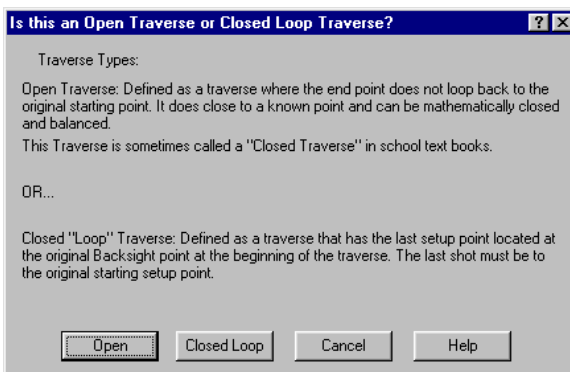 Is this an Open Traverse or Closed Loop Traverse?
Traverse Types:
Open Traverse: Defined as a traverse where the end point does not loop back to the
original starting point. It does close to a known point and can be mathematically closed
and balanced.
This Traverse is sometimes called a "Closed Traverse" in school text books.
OR...
Closed "Loop" Traverse: Defined as a traverse that has the last setup point located at
the original Backsight point at the beginning of the traverse. The last shot must be to
the original starting setup point.
Open Closed Loop Cancel Help